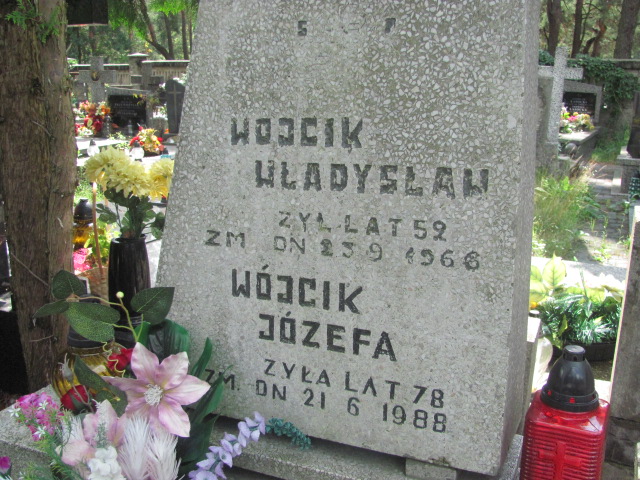 Ś P
WÓJCIK
WŁADYSŁAW
ŻYŁ LAT 52
ZM. DN 23 9 1966
WÓJCIK
JÓZEFA
ŻYŁA LAT 78
ZM. DN 21 6 1988